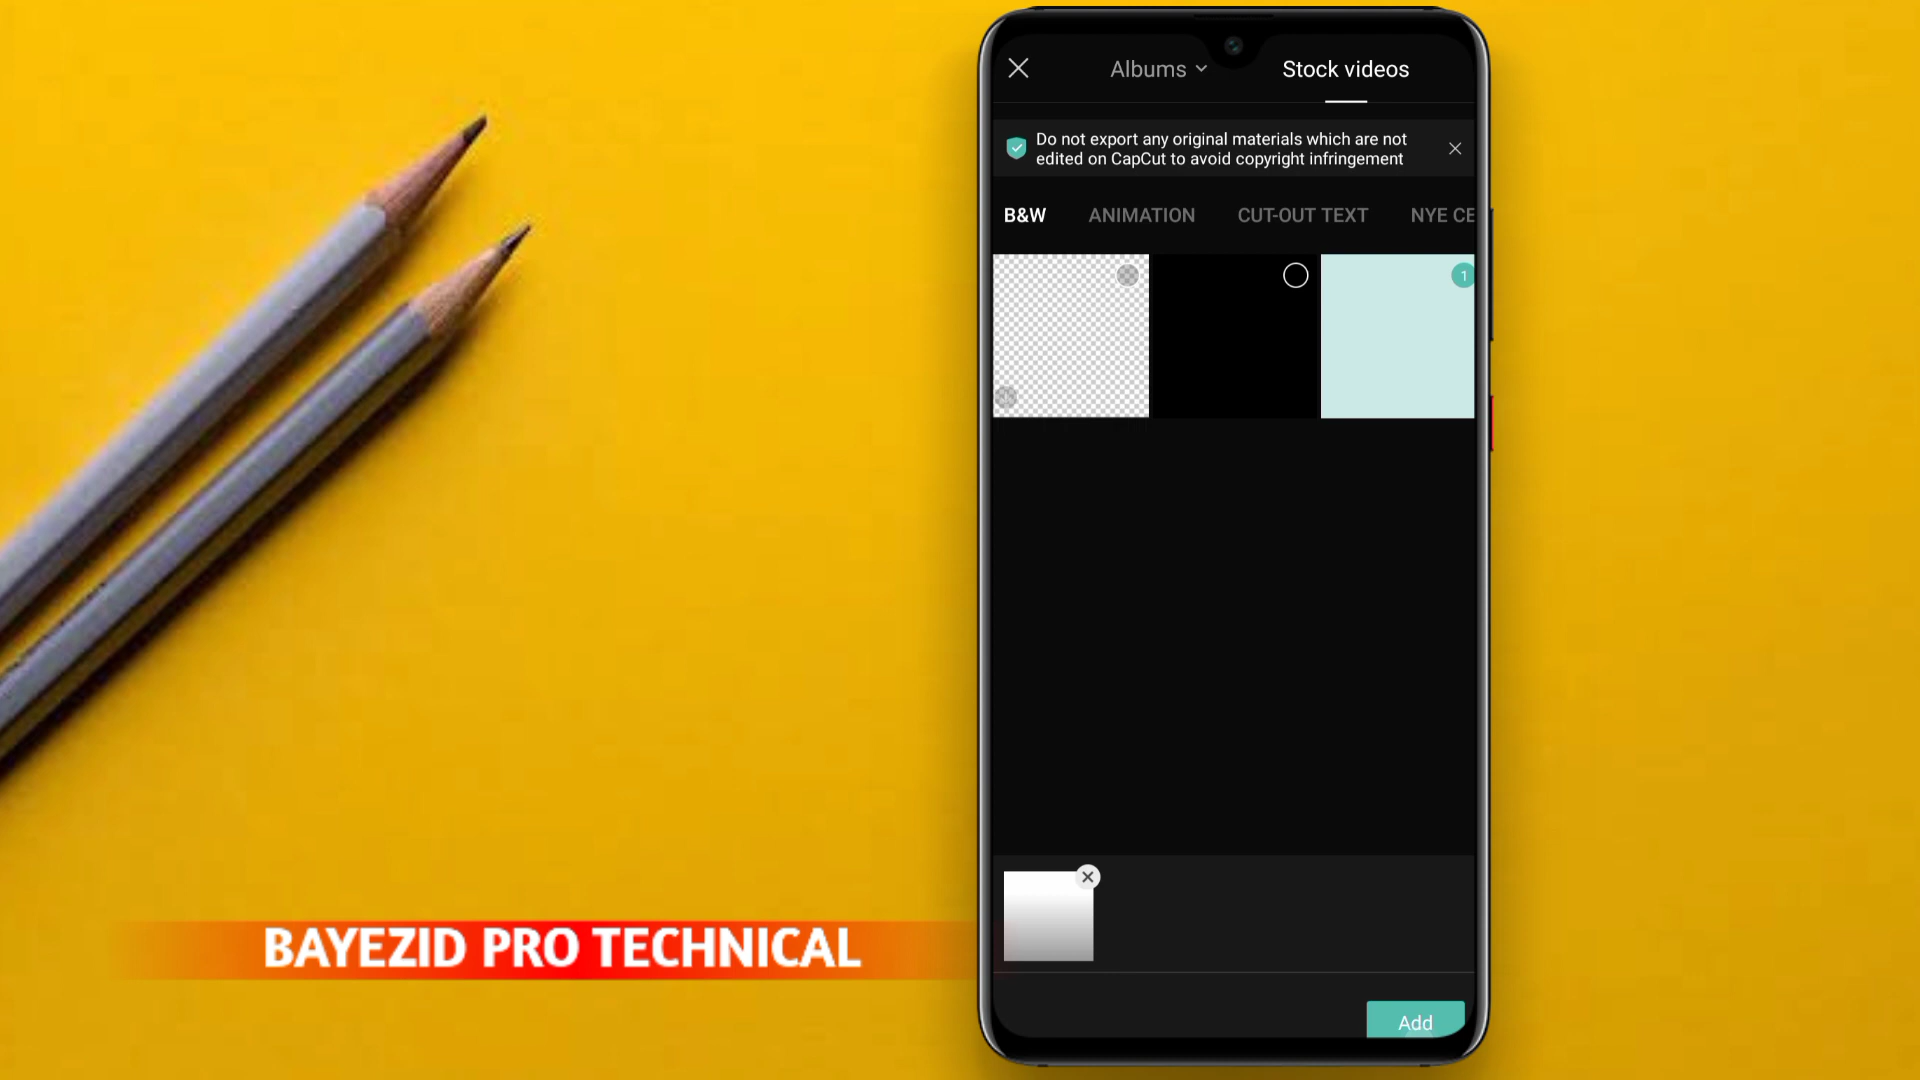 Albums
Stock videos
Do not export any original materials which are not
edited on CapCut to avoid copyright infringement
B&W
ANIMATION
CUT-OUT TEXT
NYE CE
1
BAYEZID PRO TECHNICAL
Add